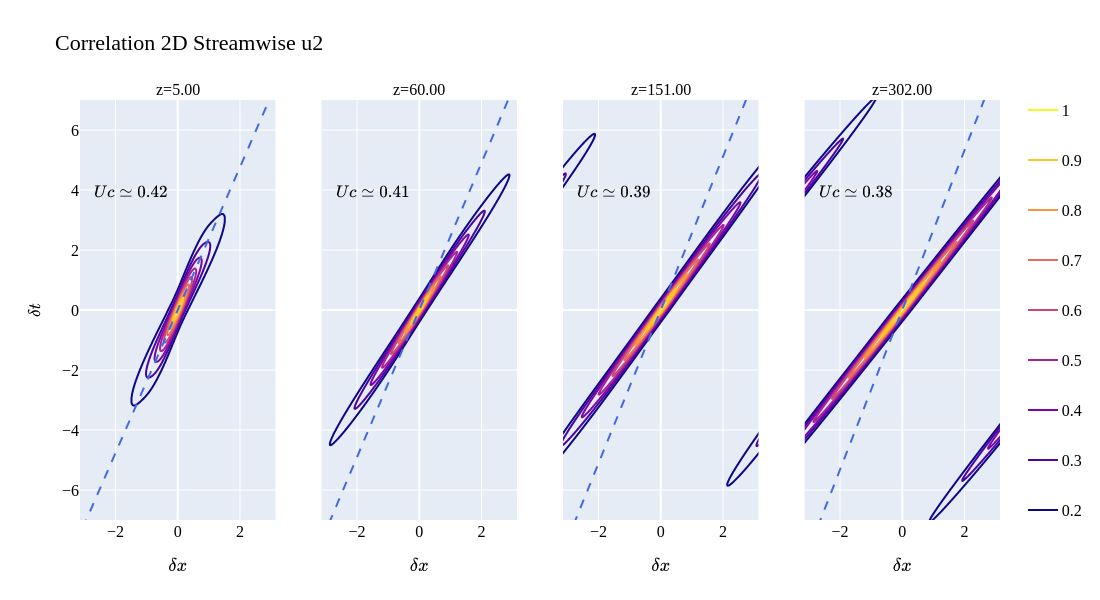 Correlation 2D Streamwise u2
z=5.00 z=60.00 z=151.00 z=302.00
Uc ≃ 0.42 Uc ≃ 0.41 Uc ≃ 0.39 Uc ≃ 0.38
δt
6
4
2
0
−2
−4
−6
−2 0 2 −2 0 2 −2 0 2 −2 0 2
δx δx δx δx
1
0.9
0.8
0.7
0.6
0.5
0.4
0.3
0.2